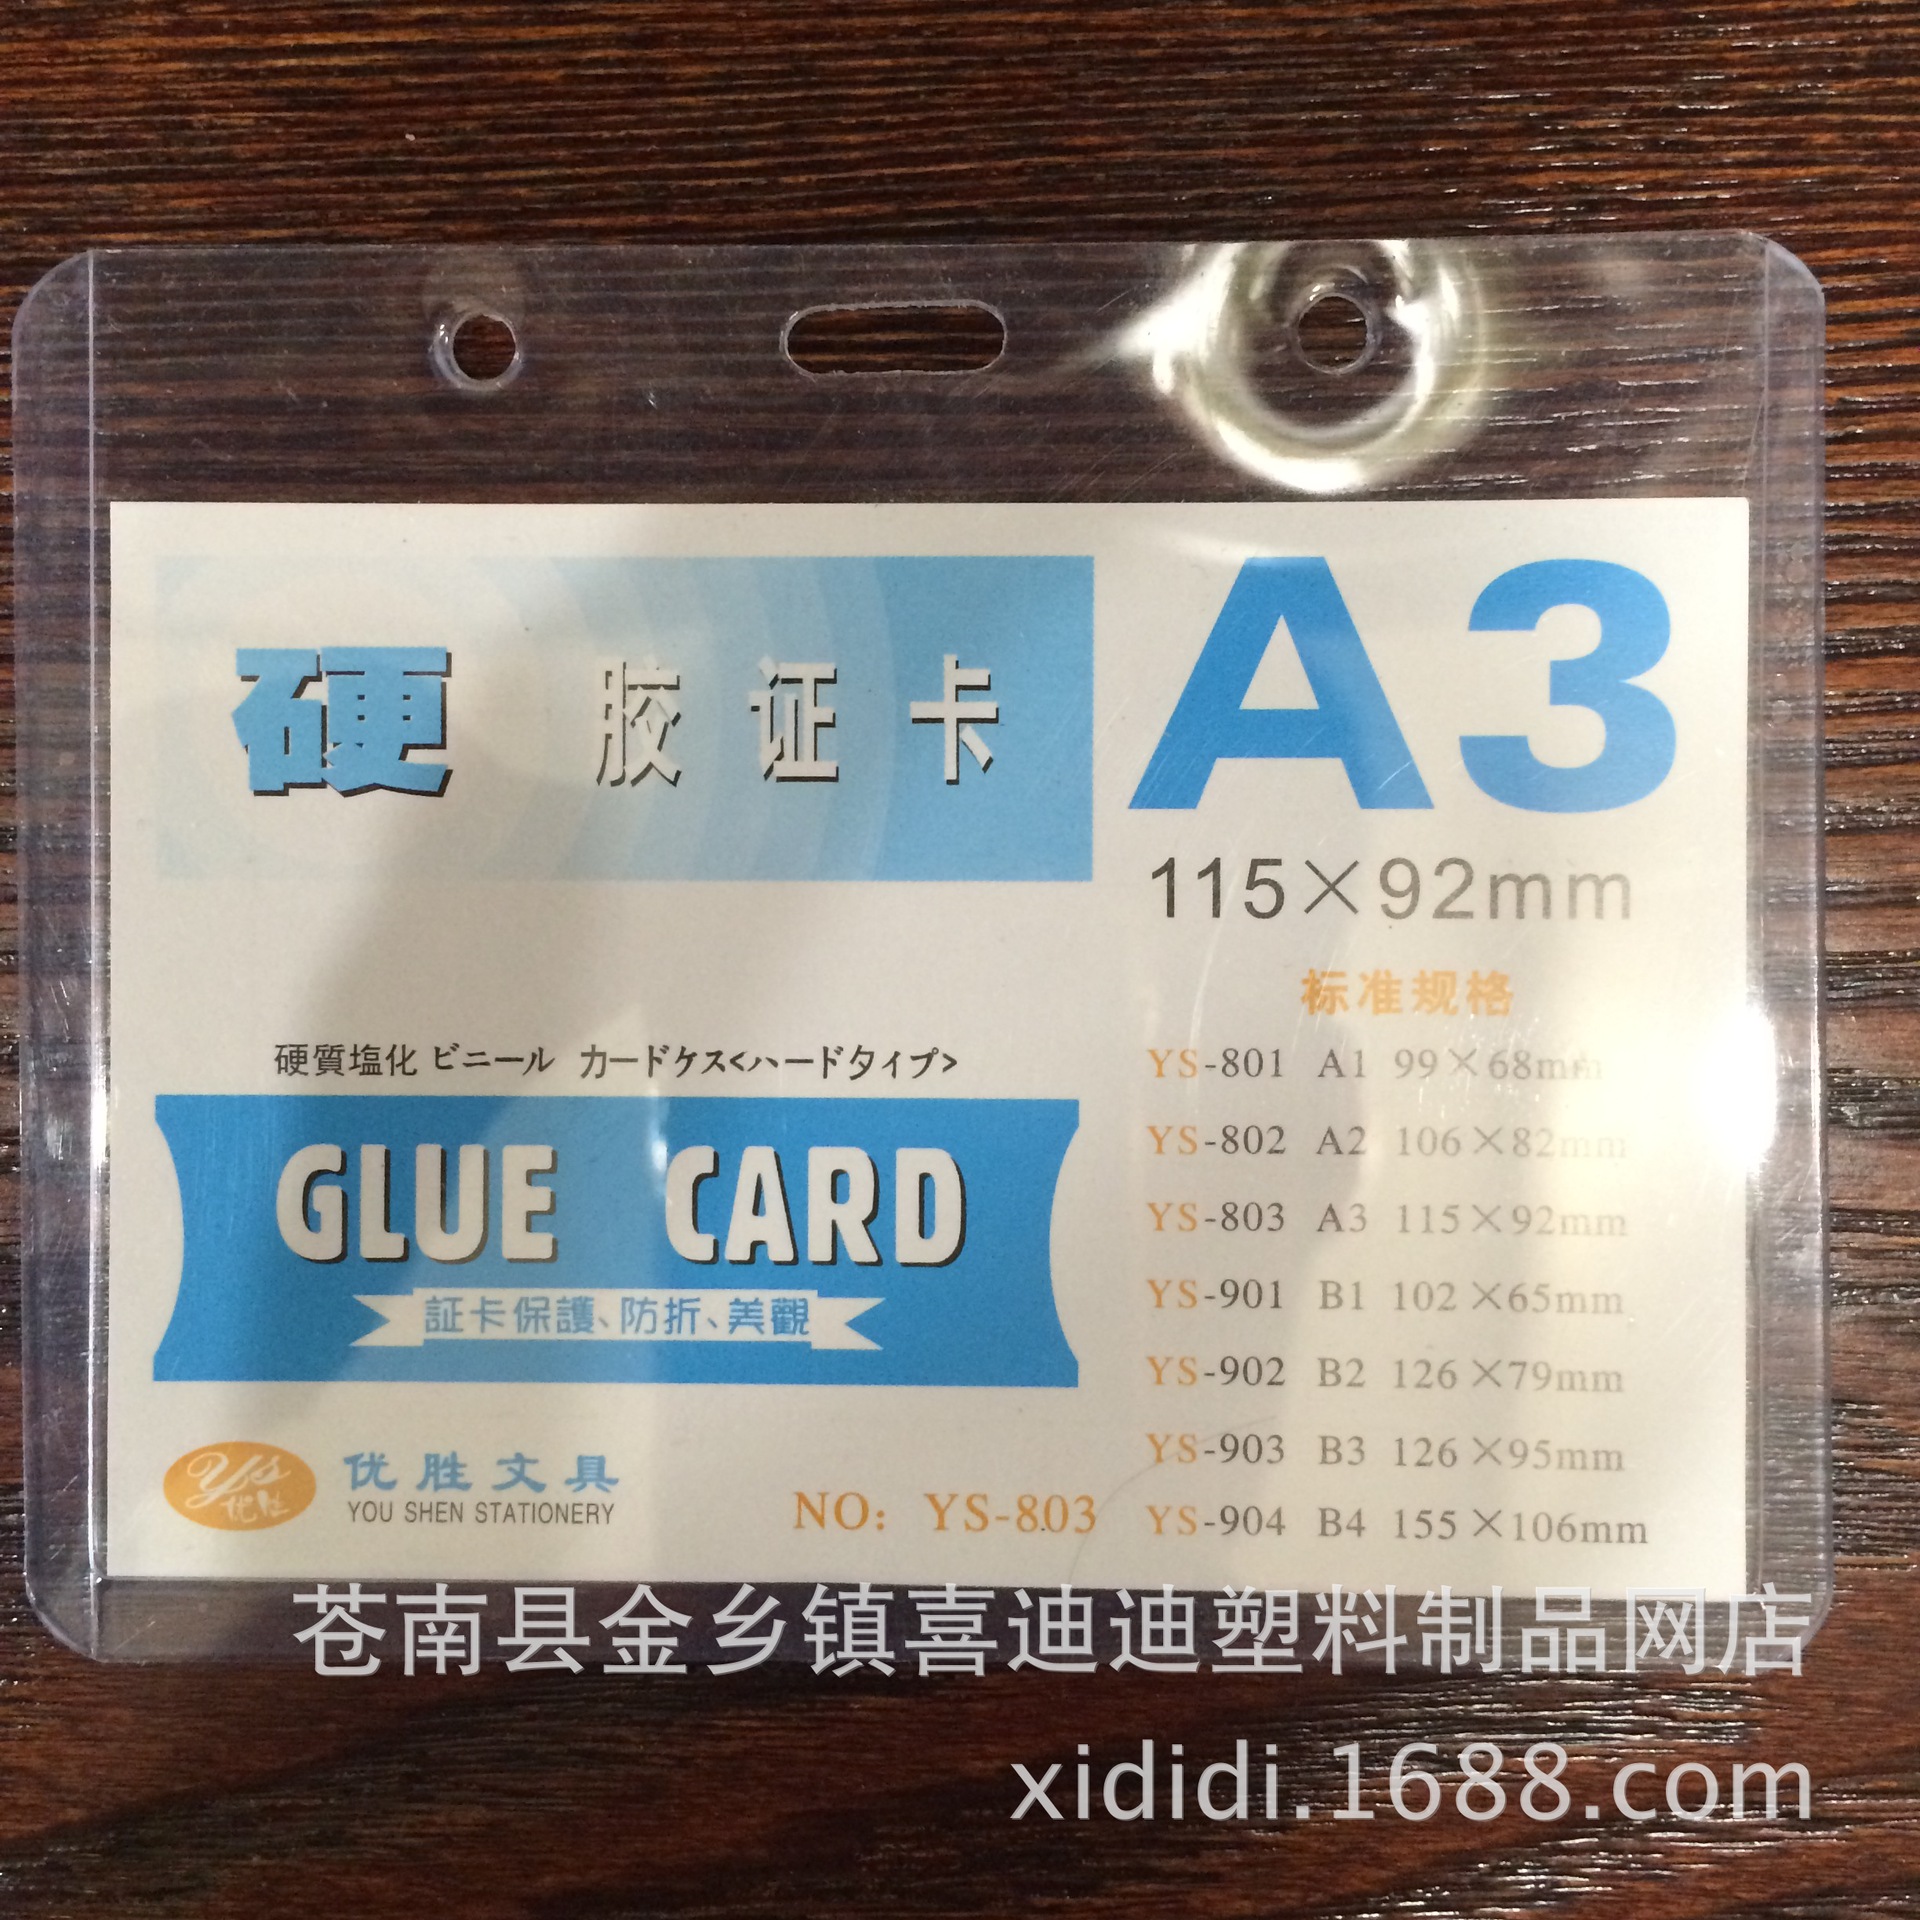 硬 胶 证 卡
A3
115×92mm
标准规格
YS-801 A1 99×68mm
YS-802 A2 106×82mm
YS-803 A3 115×92mm
YS-901 B1 102×65mm
YS-902 B2 126×79mm
YS-903 B3 126×95mm
YS-904 B4 155×106mm
硬質塩化 ビニール カードケス<ハードタイプ>
GLUE CARD
証卡保護、防折、美觀
Ys
优胜
优胜文具
YOU SHEN STATIONERY
NO: YS-803
苍南县金乡镇喜迪迪塑料制品网店
xididi.1688.com